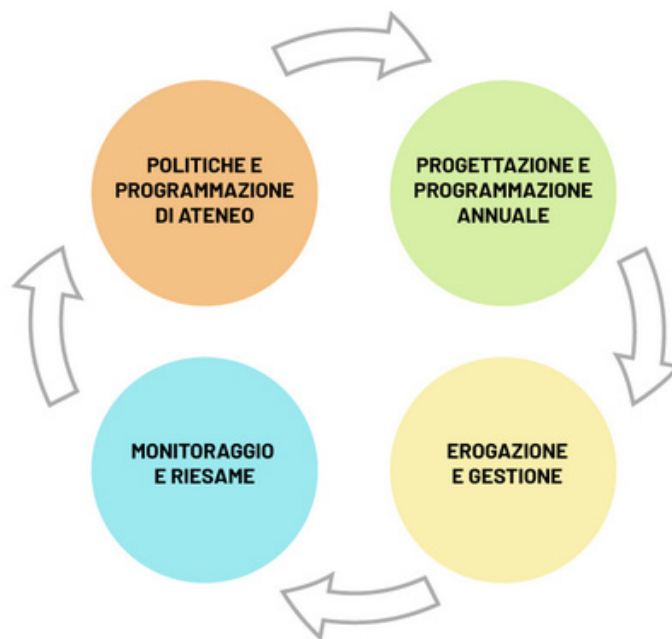 POLITICHE E
PROGRAMMAZIONE
DI ATENEO
PROGETTAZIONE E
PROGRAMMAZIONE
ANNUALE
MONITORAGGIO
E RIESAME
EROGAZIONE
E GESTIONE